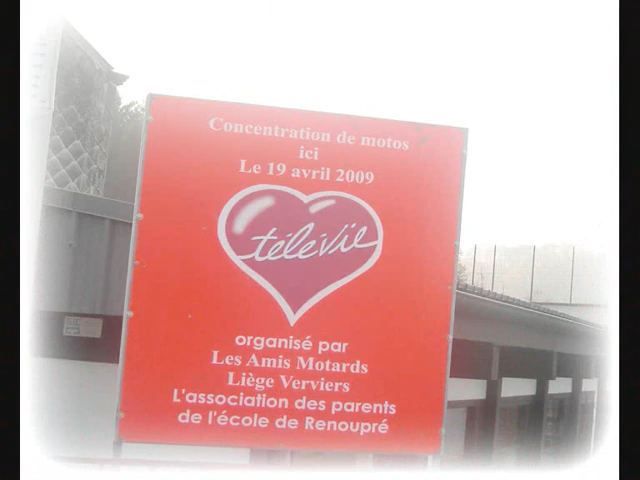 Concentration de motos
ici
Le 19 avril 2009
télévie
organisé par
Les Amis Motards
Liège Verviers
L'association des parents
de l'école de Renoupré